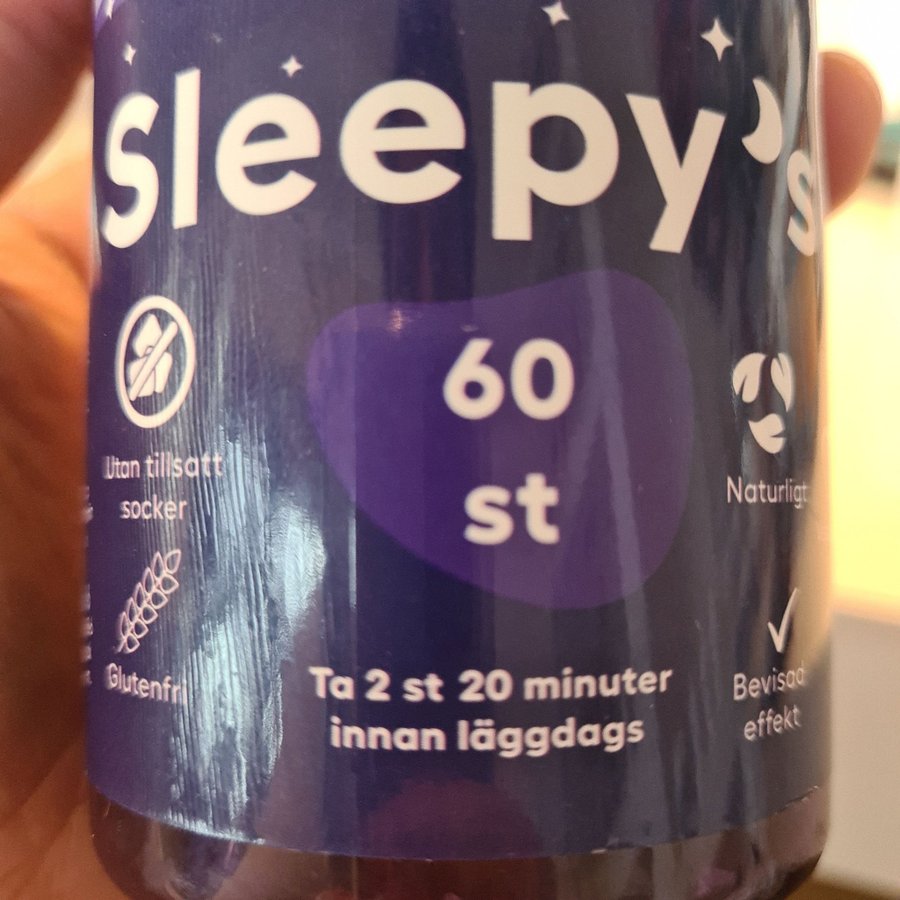 Sleepy's
60
st
Utan tillsatt
socker
Naturligt
Glutenfri
Bevisad
effekt
Ta 2 st 20 minuter
innan läggdags